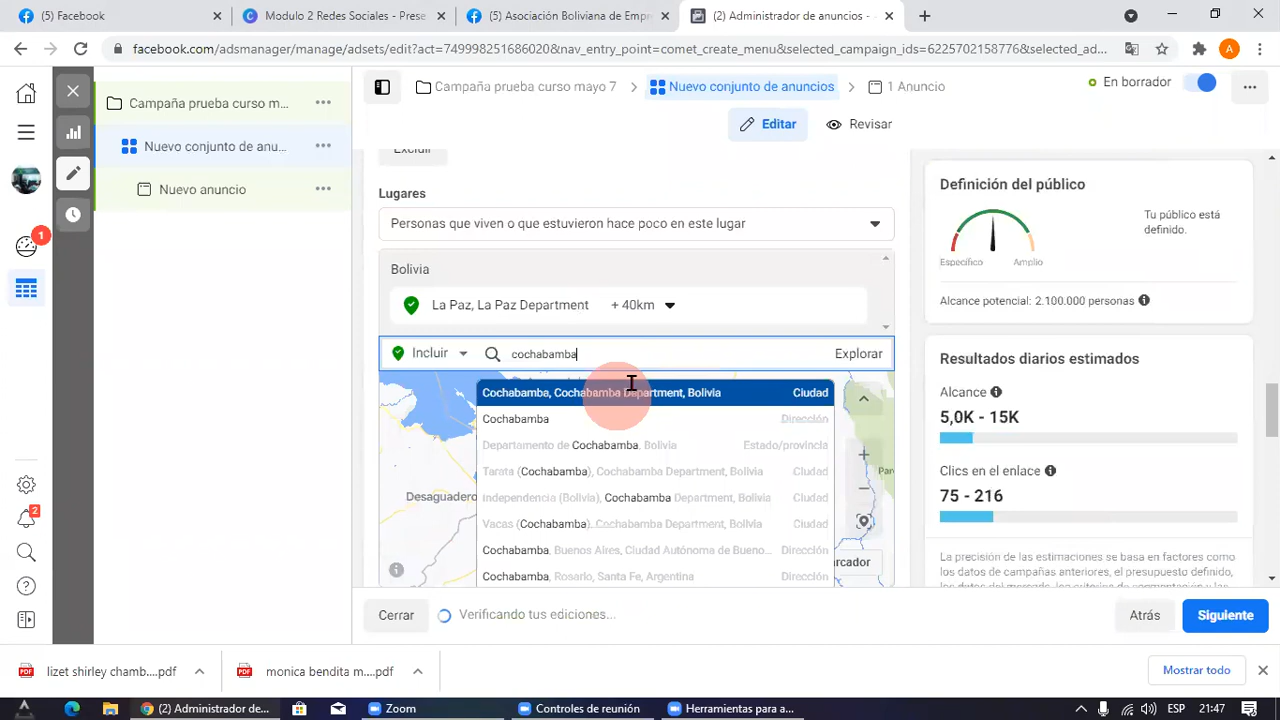 (5) Facebook
Modulo 2 Redes Sociales - Pres
(5) Asociación Boliviana de Empr
(2) Administrador de anuncios -
facebook.com/adsmanager/manage/adsets/edit?act=749998251686020&nav_entry_point=comet_create_menu&selected_campaign_ids=6225702158776&selected_ad...
A
Campaña prueba curso mayo 7
Nuevo conjunto de anuncios
1 Anuncio
En borrador
Campaña prueba curso m...
Editar
Revisar
Nuevo conjunto de anu...
Nuevo anuncio
Excluir
Lugares
Personas que viven o que estuvieron hace poco en este lugar
Bolivia
La Paz, La Paz Department + 40km
Incluir
cochabamba
Explorar
Cochabamba, Cochabamba Department, Bolivia Ciudad
Cochabamba Dirección
Departamento de Cochabamba, Bolivia Estado/provincia
Tarata (Cochabamba), Cochabamba Department, Bolivia Ciudad
Independencia (Bolivia), Cochabamba Department, Bolivia Ciudad
Vacas (Cochabamba), Cochabamba Department, Bolivia Ciudad
Cochabamba, Buenos Aires, Ciudad Autónoma de Bueno... Dirección
Cochabamba, Rosario, Santa Fe, Argentina Dirección
Desaguadero
Definición del público
Tu público está
definido.
Específico
Amplio
Alcance potencial: 2.100.000 personas
Resultados diarios estimados
Alcance
5,0K - 15K
Clics en el enlace
75 - 216
La precisión de las estimaciones se basa en factores como
los datos de campañas anteriores, el presupuesto definido,
1
2
Cerrar
Verificando tus ediciones...
Atrás
Siguiente
lizet shirley chamb....pdf
monica bendita m....pdf
Mostrar todo
(2) Administrador de...
Zoom
Controles de reunión
Herramientas para a...
ESP
21:47